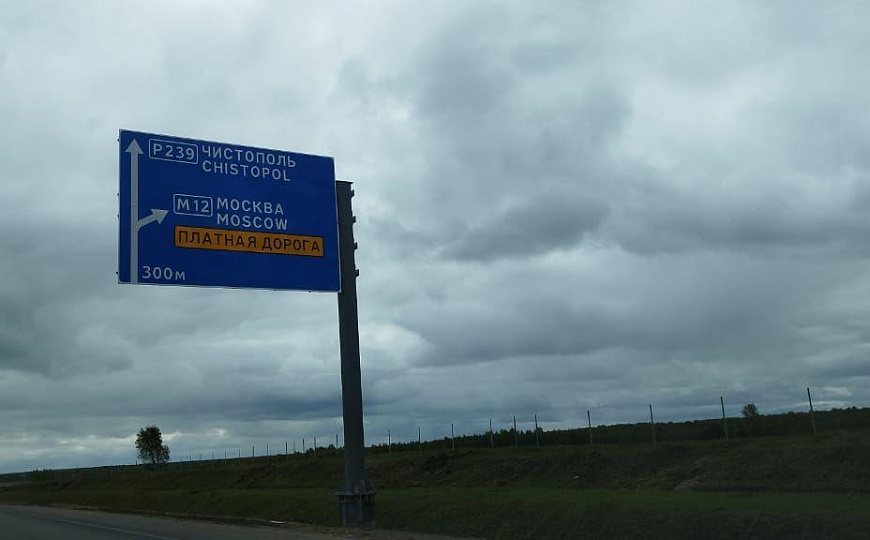 Р239 ЧИСТОПОЛЬ
CHISTOPOL
М12 МОСКВА
MOSCOW
ПЛАТНАЯ ДОРОГА
300м